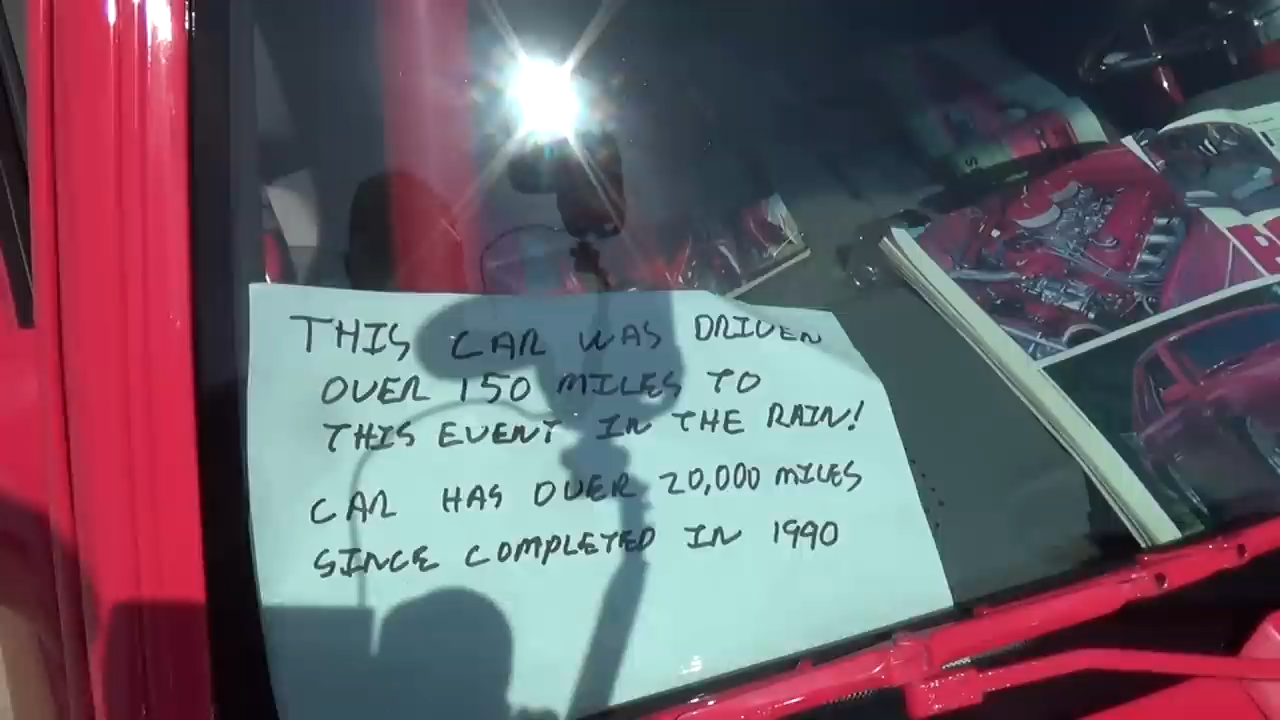 THIS CAR WAS DRIVEN
OVER 150 MILES TO
THIS EVENT IN THE RAIN!
CAR HAS OVER 20,000 MILES
SINCE COMPLETED IN 1990